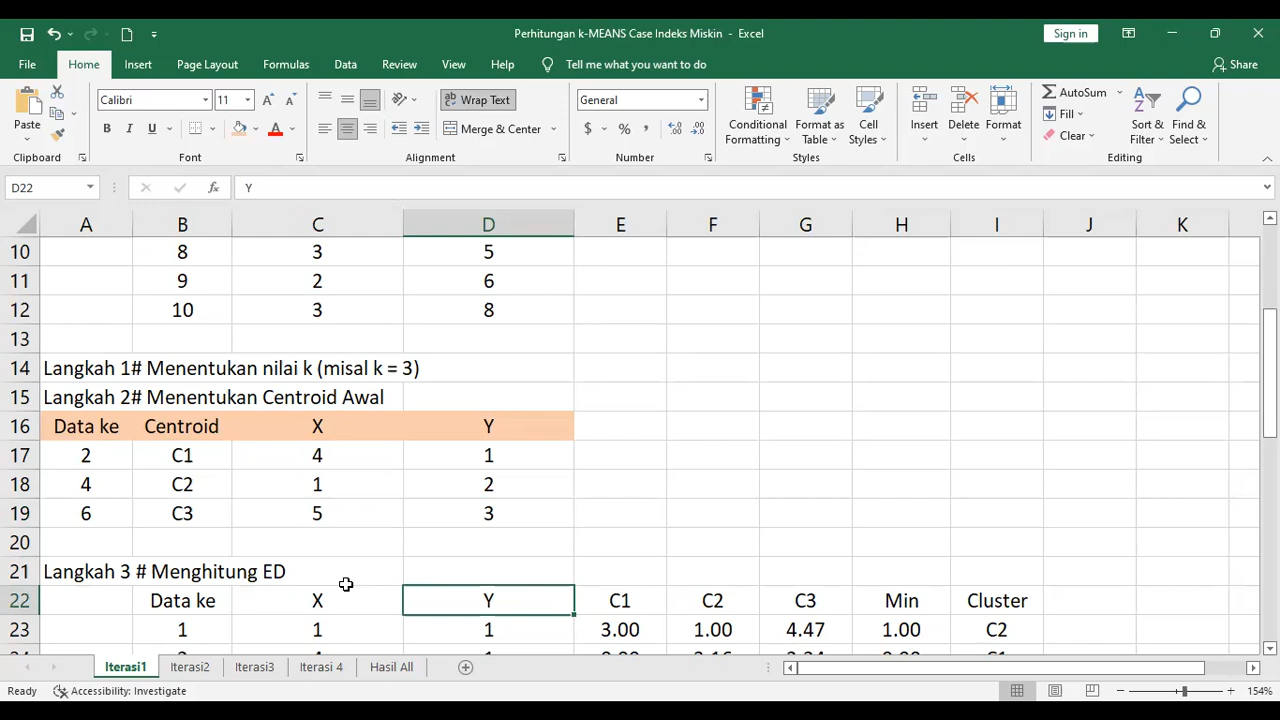 Perhitungan k-MEANS Case Indeks Miskin - Excel
Sign in
File Home Insert Page Layout Formulas Data Review View Help Tell me what you want to do Share
Paste
Clipboard
Calibri 11
B I U
Font
Wrap Text
Merge & Center
Alignment
General
$ % ,
Number
Conditional Formatting
Format as Table
Cell Styles
Styles
Insert Delete Format
Cells
AutoSum
Fill
Clear
Sort & Filter
Find & Select
Editing
D22 fx Y
A B C D E F G H I J K
10 8 3 5
11 9 2 6
12 10 3 8
13
14 Langkah 1# Menentukan nilai k (misal k = 3)
15 Langkah 2# Menentukan Centroid Awal
16 Data ke Centroid X Y
17 2 C1 4 1
18 4 C2 1 2
19 6 C3 5 3
20
21 Langkah 3 # Menghitung ED
22 Data ke X Y C1 C2 C3 Min Cluster
23 1 1 1 3.00 1.00 4.47 1.00 C2
Iterasi1 Iterasi2 Iterasi3 Iterasi 4 Hasil All
Ready Accessibility: Investigate 154%